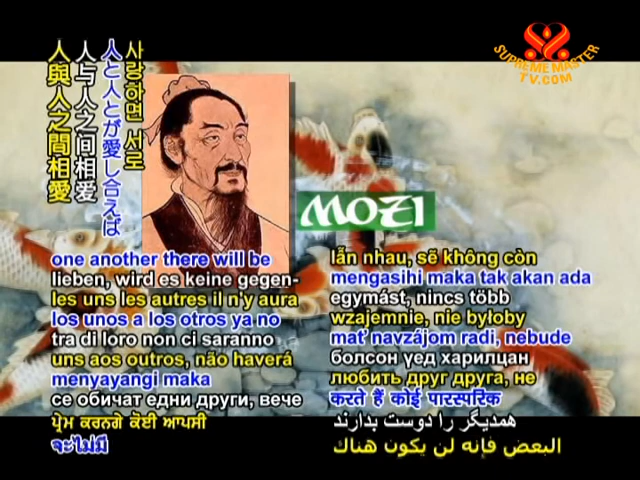 SUPREME MASTER
TV.COM
사랑하면 서로
人と人とが愛し合えば
人与人之间相爱
人與人之間相愛
MOZI
one another there will be
lieben, wird es keine gegen-
les uns les autres il n'y aura
los unos a los otros ya no
tra di loro non ci saranno
uns aos outros, não haverá
menyayangi maka
се обичат едни други, вече
ਪ੍ਰੇਮ ਕਰਨਗੇ ਕੋਈ ਆਪਸੀ
จะไม่มี
lẫn nhau, sẽ không còn
mengasihi maka tak akan ada
egymást, nincs több
wzajemnie, nie byłoby
mať navzájom radi, nebude
болсон үед харилцан
любить друг друга, не
करते हैं कोई पारस्परिक
همدیگر را دوست بدارند
البعض فإنه لن يكون هناك